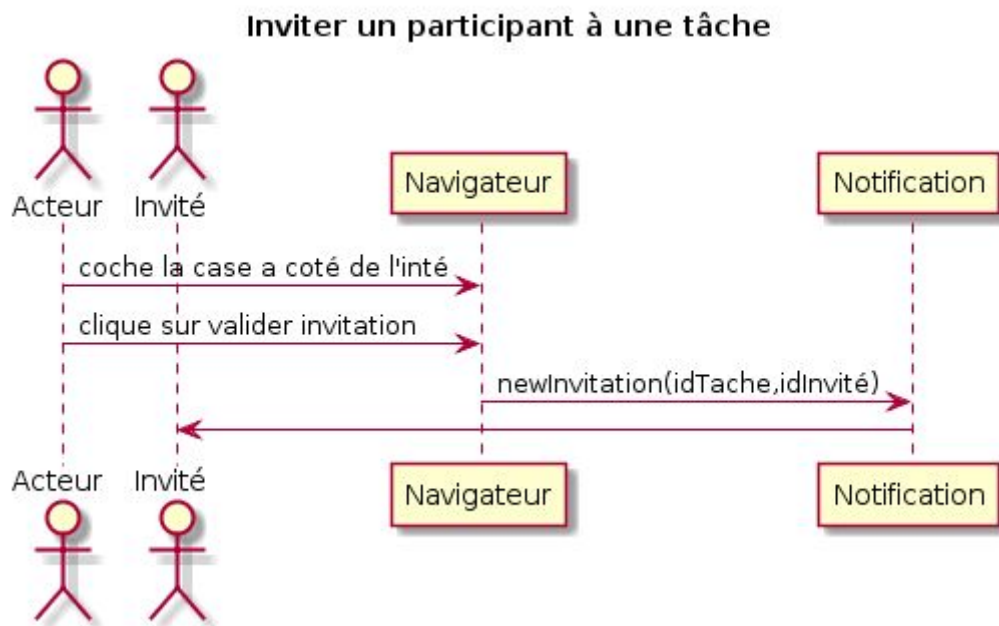 Inviter un participant à une tâche
Acteur
Invité
Navigateur
Notification
coche la case a coté de l'inté
clique sur valider invitation
newInvitation(idTache,idInvité)
Acteur
Invité
Navigateur
Notification